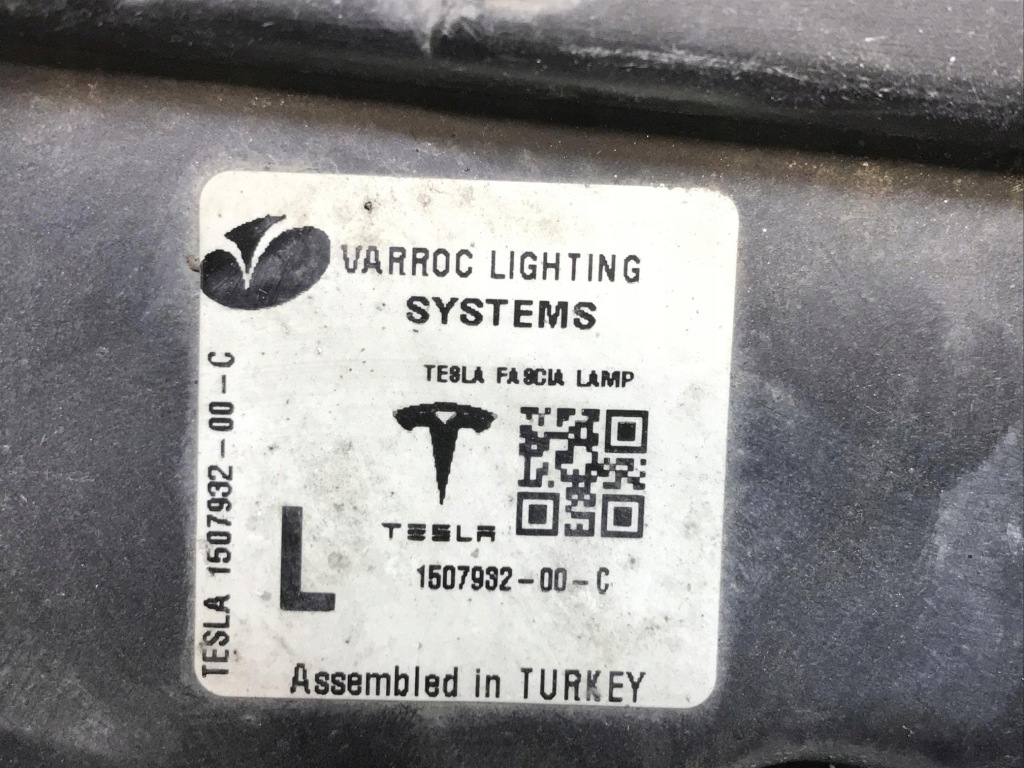 VARROC LIGHTING
SYSTEMS
TESLA FASCIA LAMP
TESLA
1507932-00-C
L
TESLA 1507932-00-C
Assembled in TURKEY